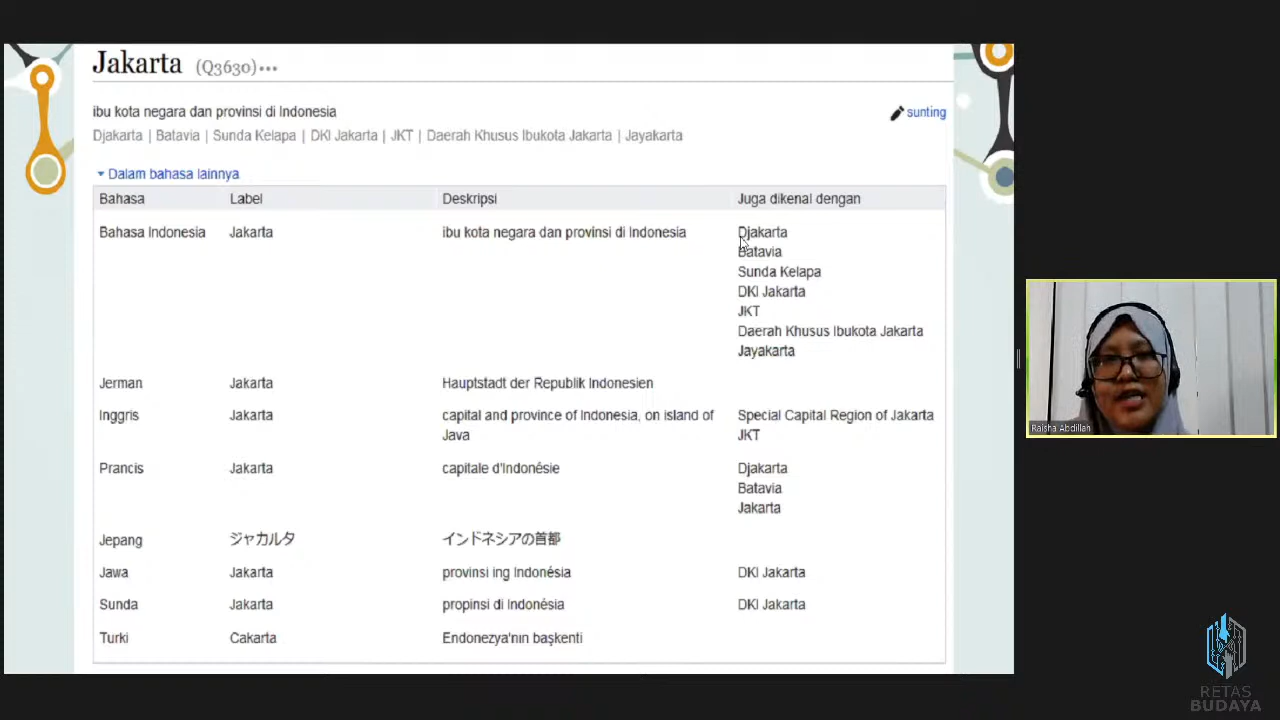 Jakarta (Q3630)•••
ibu kota negara dan provinsi di Indonesia
sunting
Djakarta | Batavia | Sunda Kelapa | DKI Jakarta | JKT | Daerah Khusus Ibukota Jakarta | Jayakarta
Dalam bahasa lainnya
Bahasa Label Deskripsi Juga dikenal dengan
Bahasa Indonesia Jakarta ibu kota negara dan provinsi di Indonesia Djakarta
Batavia
Sunda Kelapa
DKI Jakarta
JKT
Daerah Khusus Ibukota Jakarta
Jayakarta
Jerman Jakarta Hauptstadt der Republik Indonesien
Inggris Jakarta capital and province of Indonesia, on island of Special Capital Region of Jakarta
Java JKT
Prancis Jakarta capitale d'Indonésie Djakarta
Batavia
Jakarta
Jepang ジャカルタ インドネシアの首都
Jawa Jakarta provinsi ing Indonésia DKI Jakarta
Sunda Jakarta propinsi di Indonésia DKI Jakarta
Turki Cakarta Endonezya'nın başkenti
Raisha Abdillah
RETAS
BUDAYA